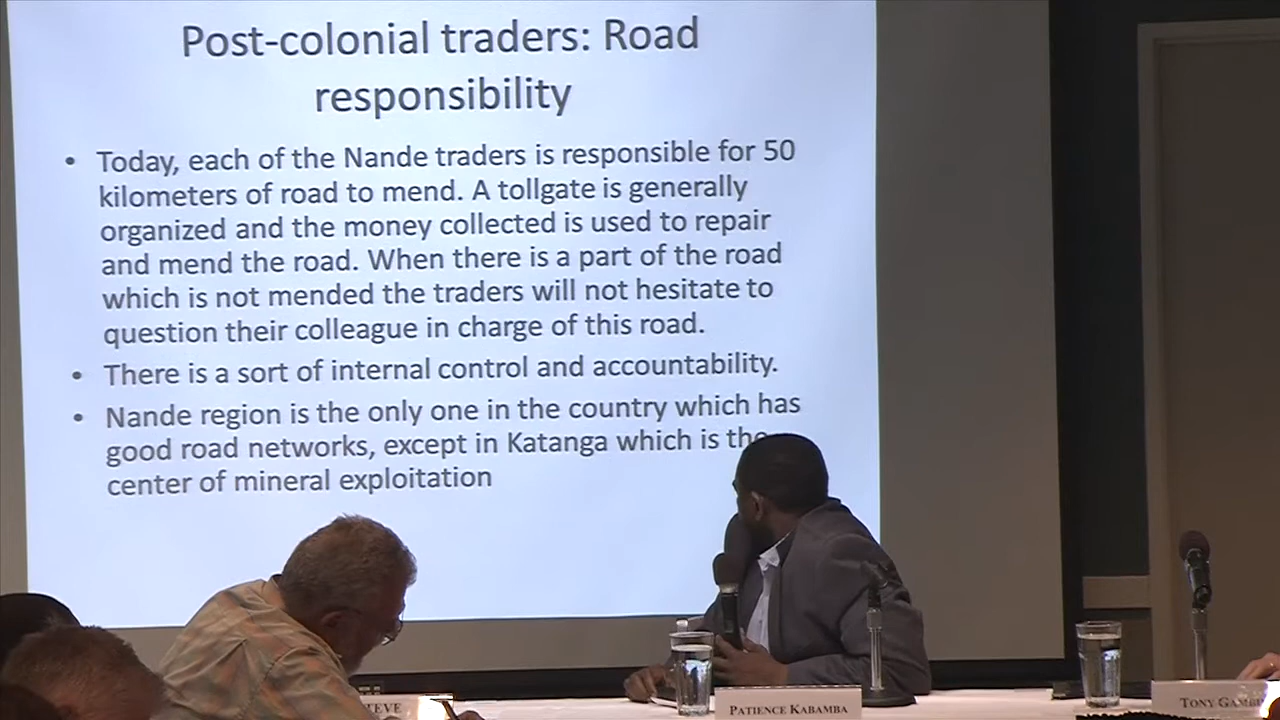 Post-colonial traders: Road
responsibility
• Today, each of the Nande traders is responsible for 50
kilometers of road to mend. A tollgate is generally
organized and the money collected is used to repair
and mend the road. When there is a part of the road
which is not mended the traders will not hesitate to
question their colleague in charge of this road.
• There is a sort of internal control and accountability.
• Nande region is the only one in the country which has
good road networks, except in Katanga which is the
center of mineral exploitation
PATIENCE KABAMBA
TONY